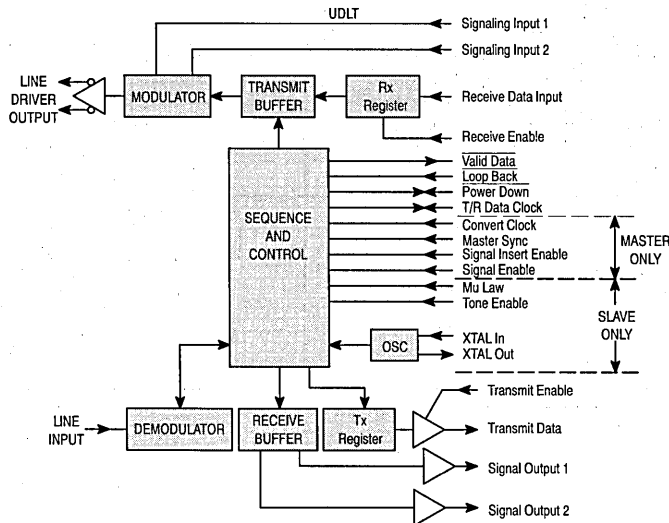 UDLT
Signaling Input 1
Signaling Input 2
LINE
DRIVER
OUTPUT
MODULATOR
TRANSMIT
BUFFER
Rx
Register
Receive Data Input
Receive Enable
SEQUENCE
AND
CONTROL
Valid Data
Loop Back
Power Down
T/R Data Clock
Convert Clock
Master Sync
Signal Insert Enable
Signal Enable
MASTER
ONLY
Mu Law
Tone Enable
SLAVE
ONLY
OSC
XTAL In
XTAL Out
LINE
INPUT
DEMODULATOR
RECEIVE
BUFFER
Tx
Register
Transmit Enable
Transmit Data
Signal Output 1
Signal Output 2